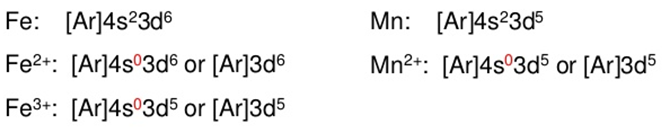 Fe: [Ar]4s²3d⁶
Fe²⁺: [Ar]4s⁰3d⁶ or [Ar]3d⁶
Fe³⁺: [Ar]4s⁰3d⁵ or [Ar]3d⁵
Mn: [Ar]4s²3d⁵
Mn²⁺: [Ar]4s⁰3d⁵ or [Ar]3d⁵